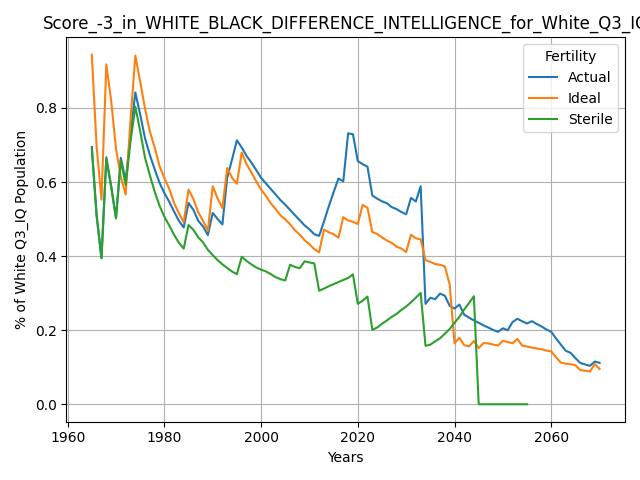 Score_-3_in_WHITE_BLACK_DIFFERENCE_INTELLIGENCE_for_White_Q3_IQ
Fertility
Actual
Ideal
Sterile
% of White Q3_IQ Population
0.8
0.6
0.4
0.2
0.0
1960 1980 2000 2020 2040 2060
Years